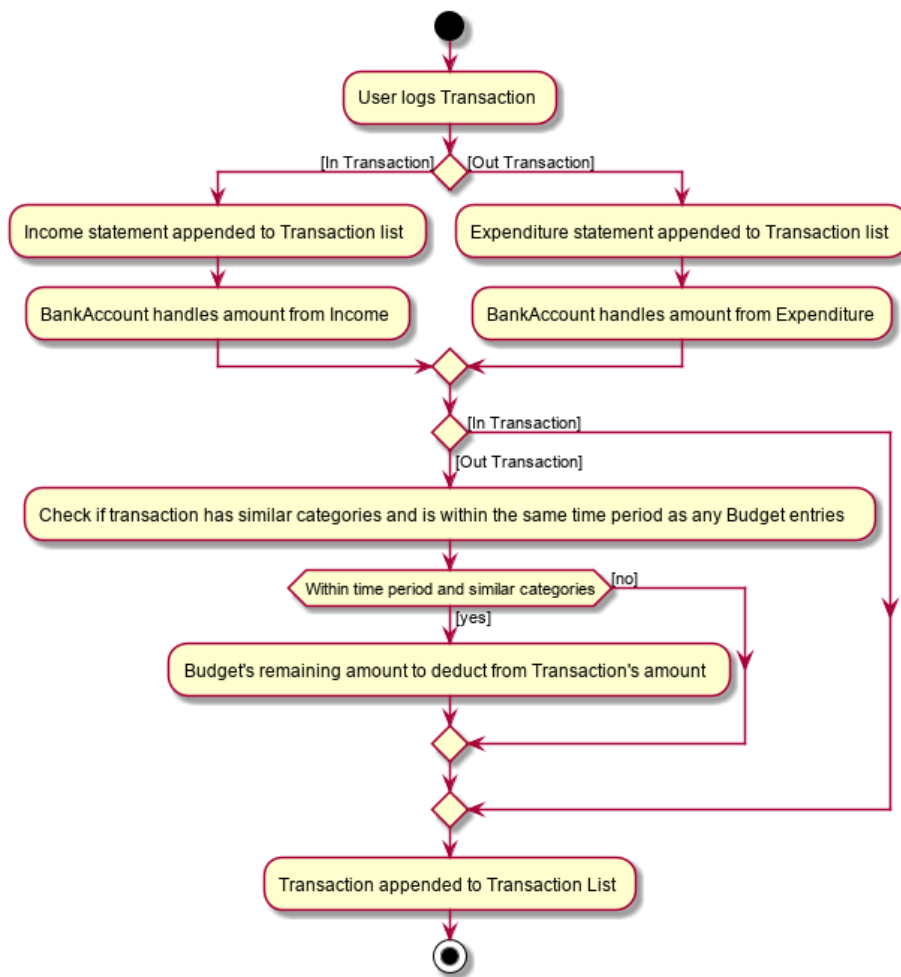 User logs Transaction
[In Transaction]
[Out Transaction]
Income statement appended to Transaction list
Expenditure statement appended to Transaction list
BankAccount handles amount from Income
BankAccount handles amount from Expenditure
[In Transaction]
[Out Transaction]
Check if transaction has similar categories and is within the same time period as any Budget entries
Within time period and similar categories
[no]
[yes]
Budget's remaining amount to deduct from Transaction's amount
Transaction appended to Transaction List